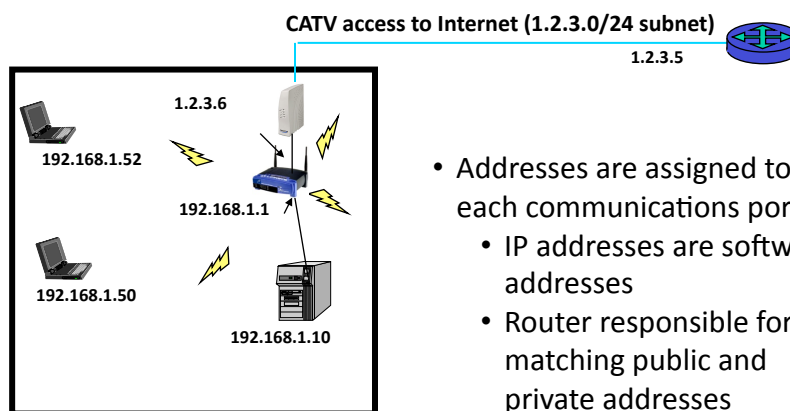 CATV access to Internet (1.2.3.0/24 subnet)
1.2.3.5
1.2.3.6
192.168.1.52
192.168.1.1
192.168.1.50
192.168.1.10
• Addresses are assigned to
each communications por
• IP addresses are softw
addresses
• Router responsible for
matching public and
private addresses